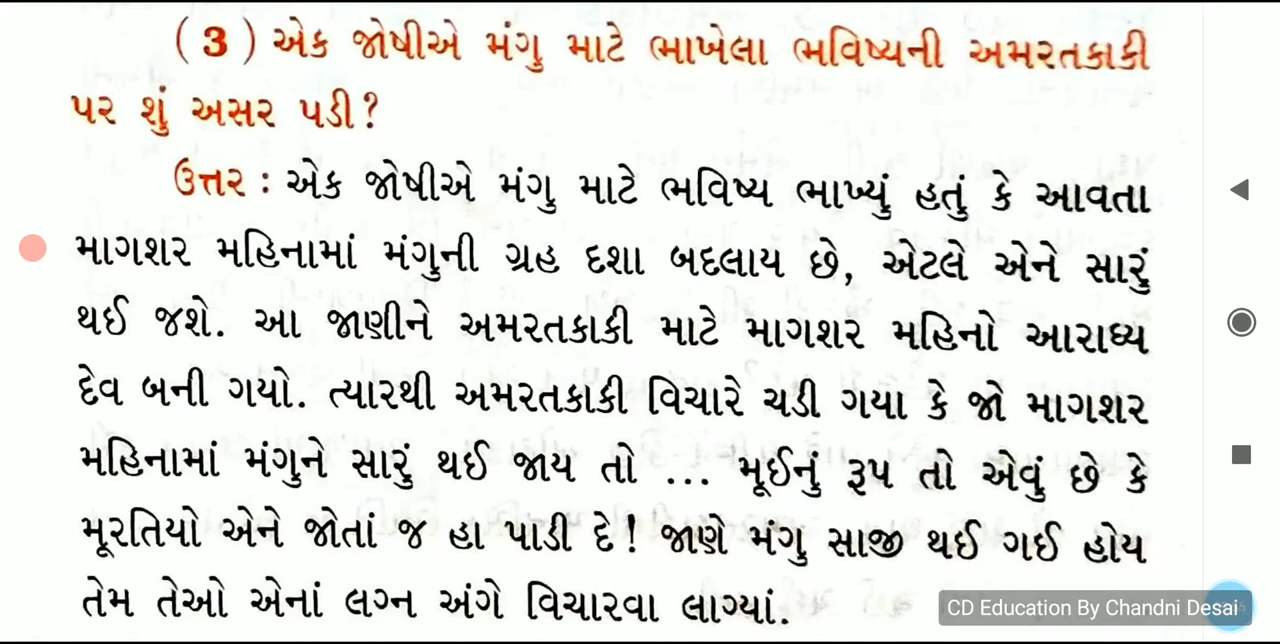 (3) એક જોષીએ મંગુ માટે ભાખેલા ભવિષ્યની અમરતકાકી
પર શું અસર પડી?
ઉત્તર : એક જોષીએ મંગુ માટે ભવિષ્ય ભાખ્યું હતું કે આવતા
માગશર મહિનામાં મંગુની ગ્રહ દશા બદલાય છે, એટલે એને સારું
થઈ જશે. આ જાણીને અમરતકાકી માટે માગશર મહિનો આરાધ્ય
દેવ બની ગયો. ત્યારથી અમરતકાકી વિચારે ચડી ગયા કે જો માગશર
મહિનામાં મંગુને સારું થઈ જાય તો ... મૂઈનું રૂપ તો એવું છે કે
મૂરતિયો એને જોતાં જ હા પાડી દે! જાણે મંગુ સાજી થઈ ગઈ હોય
તેમ તેઓ એનાં લગ્ન અંગે વિચારવા લાગ્યાં.
CD Education By Chandni Desai